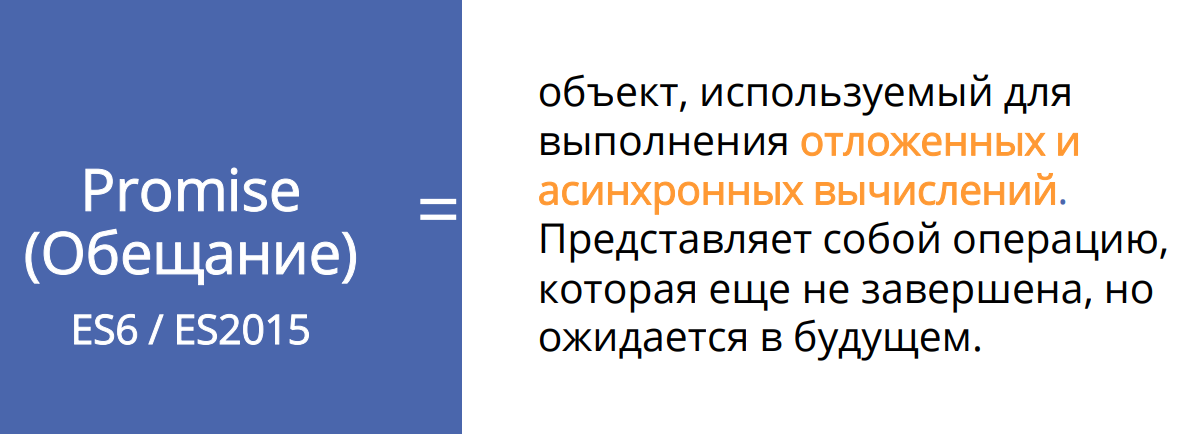 Promise
(Обещание)
ES6 / ES2015
=
объект, используемый для
выполнения отложенных и
асинхронных вычислений.
Представляет собой операцию,
которая еще не завершена, но
ожидается в будущем.